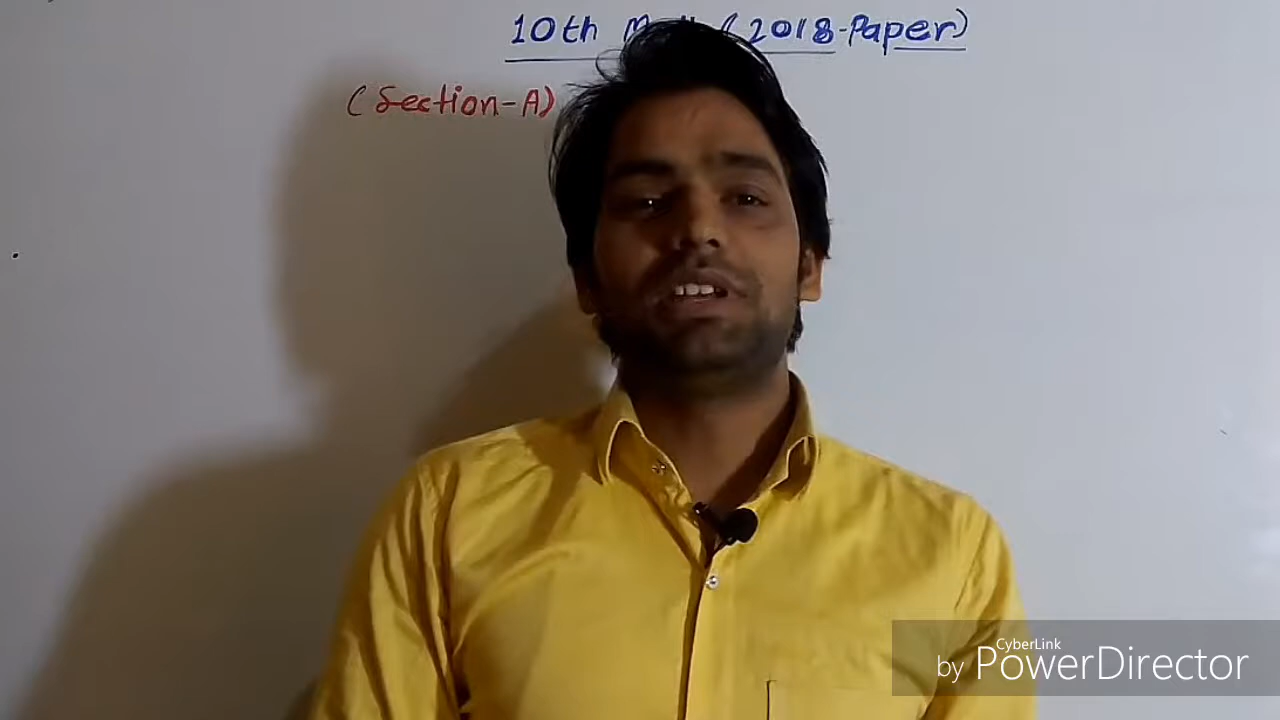 10th M (2018-Paper)
(Section-A)
CyberLink
by PowerDirector